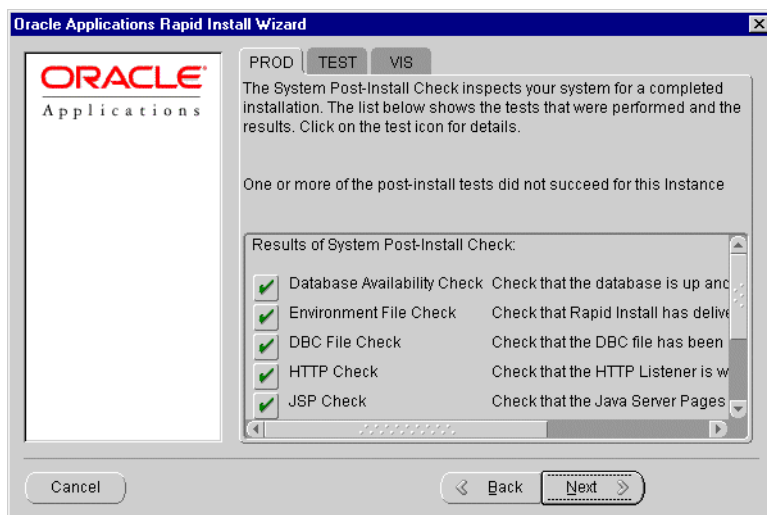 Oracle Applications Rapid Install Wizard
ORACLE
Applications
PROD TEST VIS
The System Post-Install Check inspects your system for a completed
installation. The list below shows the tests that were performed and the
results. Click on the test icon for details.
One or more of the post-install tests did not succeed for this Instance
Results of System Post-Install Check:
Database Availability Check Check that the database is up and
Environment File Check Check that Rapid Install has delive
DBC File Check Check that the DBC file has been
HTTP Check Check that the HTTP Listener is w
JSP Check Check that the Java Server Pages
Cancel Back Next